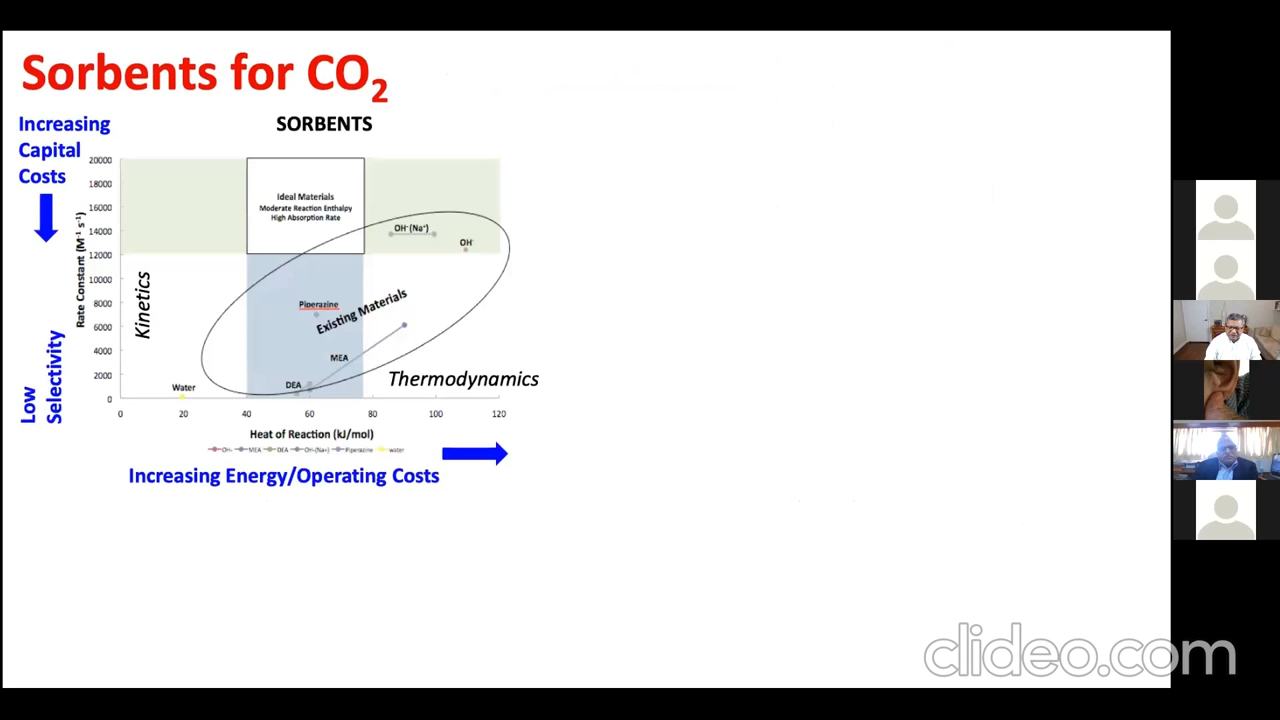 Sorbents for CO2
Increasing
Capital
Costs
SORBENTS
20000
18000
16000
14000
12000
10000
8000
6000
4000
2000
0
Rate Constant (M-1 s-1)
Kinetics
Low
Selectivity
Ideal Materials
Moderate Reaction Enthalpy
High Absorption Rate
OH-(Na+)
OH-
Piperazine
Existing Materials
MEA
DEA
Water
Thermodynamics
0 20 40 60 80 100 120
Heat of Reaction (kJ/mol)
OH- MEA DEA OH-(Na+) Piperazine water
Increasing Energy/Operating Costs
clideo.com